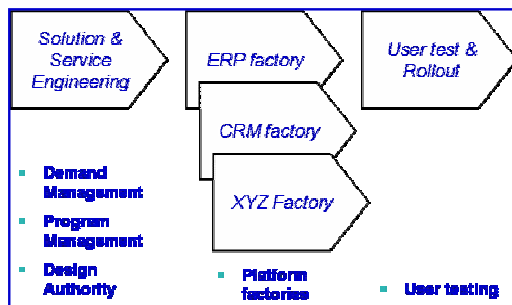 Solution &
Service
Engineering
ERP factory
CRM factory
XYZ Factory
User test &
Rollout
Demand
Management
Program
Management
Design
Authority
Platform
factories
User testing